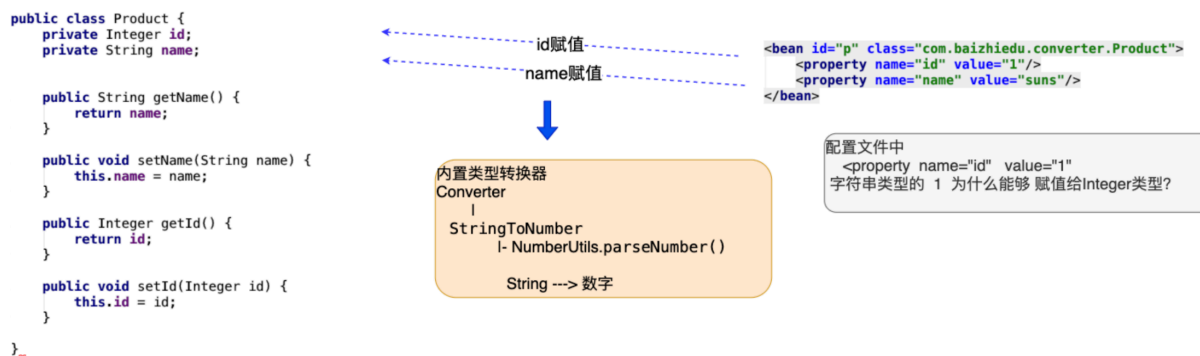 public class Product {
    private Integer id;
    private String name;
    public String getName() {
        return name;
    }
    public void setName(String name) {
        this.name = name;
    }
    public Integer getId() {
        return id;
    }
    public void setId(Integer id) {
        this.id = id;
    }
}
id赋值
name赋值
内置类型转换器
Converter
|
StringToNumber
|- NumberUtils.parseNumber()
String ---> 数字
<bean id="p" class="com.baizhiedu.converter.Product">
    <property name="id" value="1"/>
    <property name="name" value="suns"/>
</bean>
配置文件中
<property name="id" value="1"
字符串类型的 1 为什么能够 赋值给Integer类型?